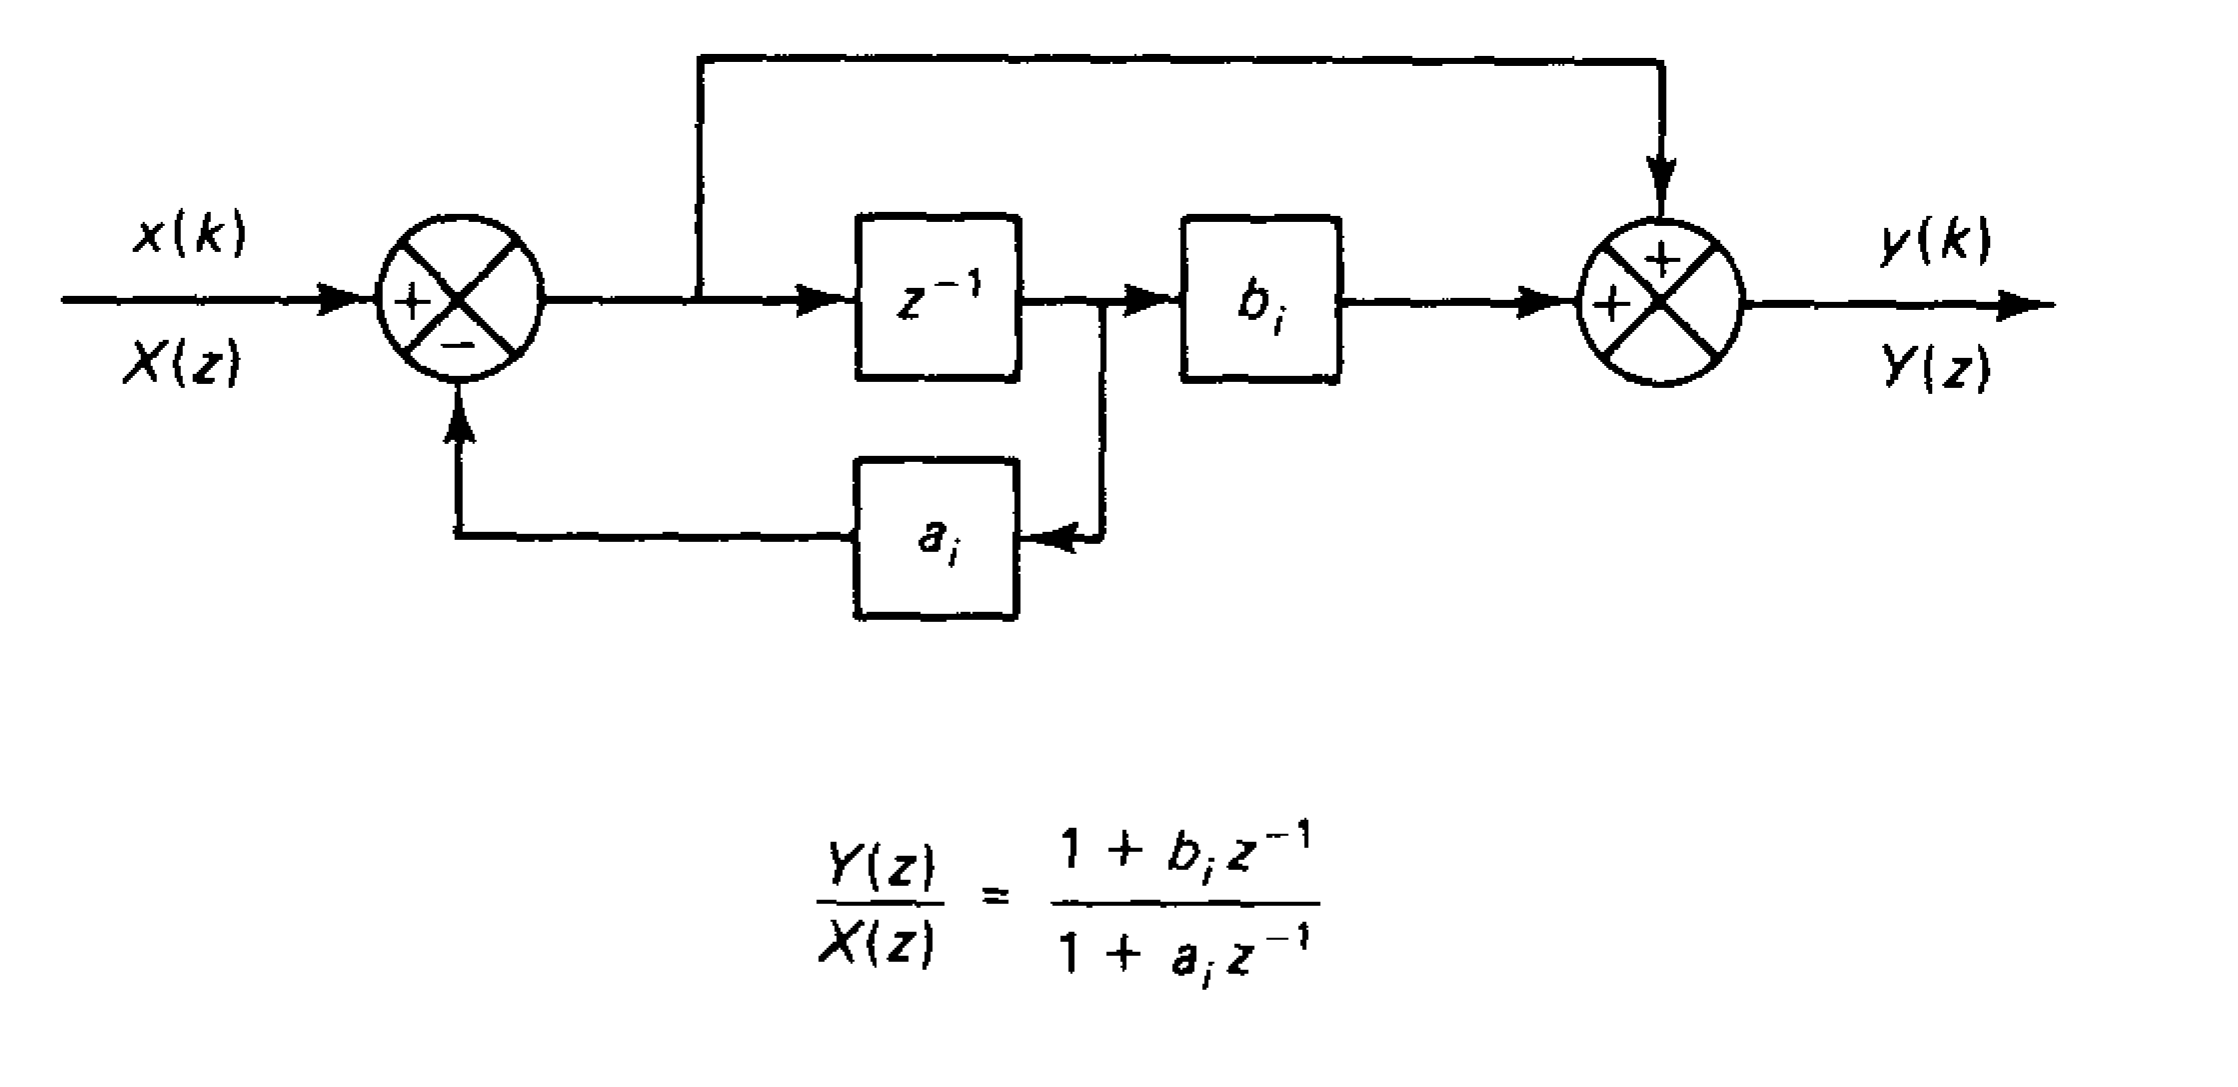 x(k)
X(z)
+
−
z⁻¹
bᵢ
aᵢ
+
+
y(k)
Y(z)
Y(z)/X(z) = (1 + bᵢz⁻¹)/(1 + aᵢz⁻¹)